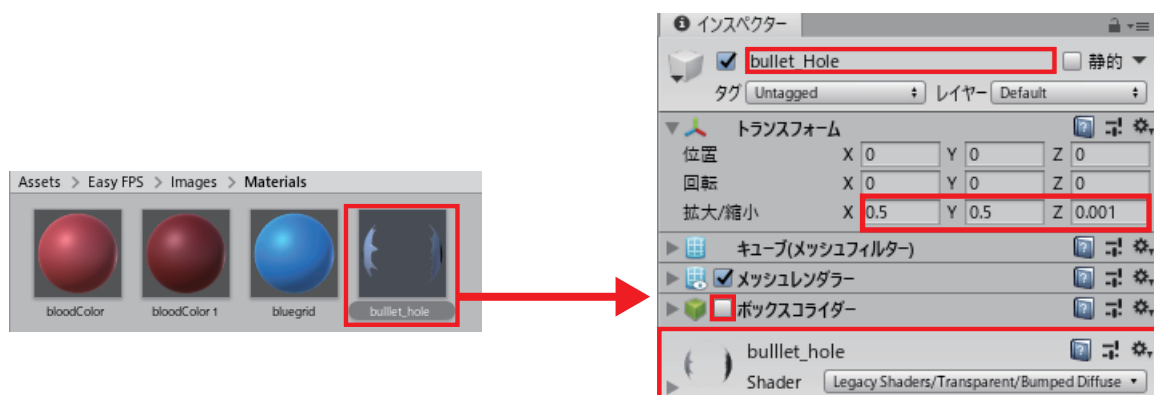 Assets > Easy FPS > Images > Materials
bloodColor bloodColor 1 bluegrid bulllet_hole
インスペクター
bullet_Hole 静的
タグ Untagged レイヤー Default
トランスフォーム
位置 X 0 Y 0 Z 0
回転 X 0 Y 0 Z 0
拡大/縮小 X 0.5 Y 0.5 Z 0.001
キューブ(メッシュフィルター)
メッシュレンダラー
ボックスコライダー
bulllet_hole
Shader Legacy Shaders/Transparent/Bumped Diffuse